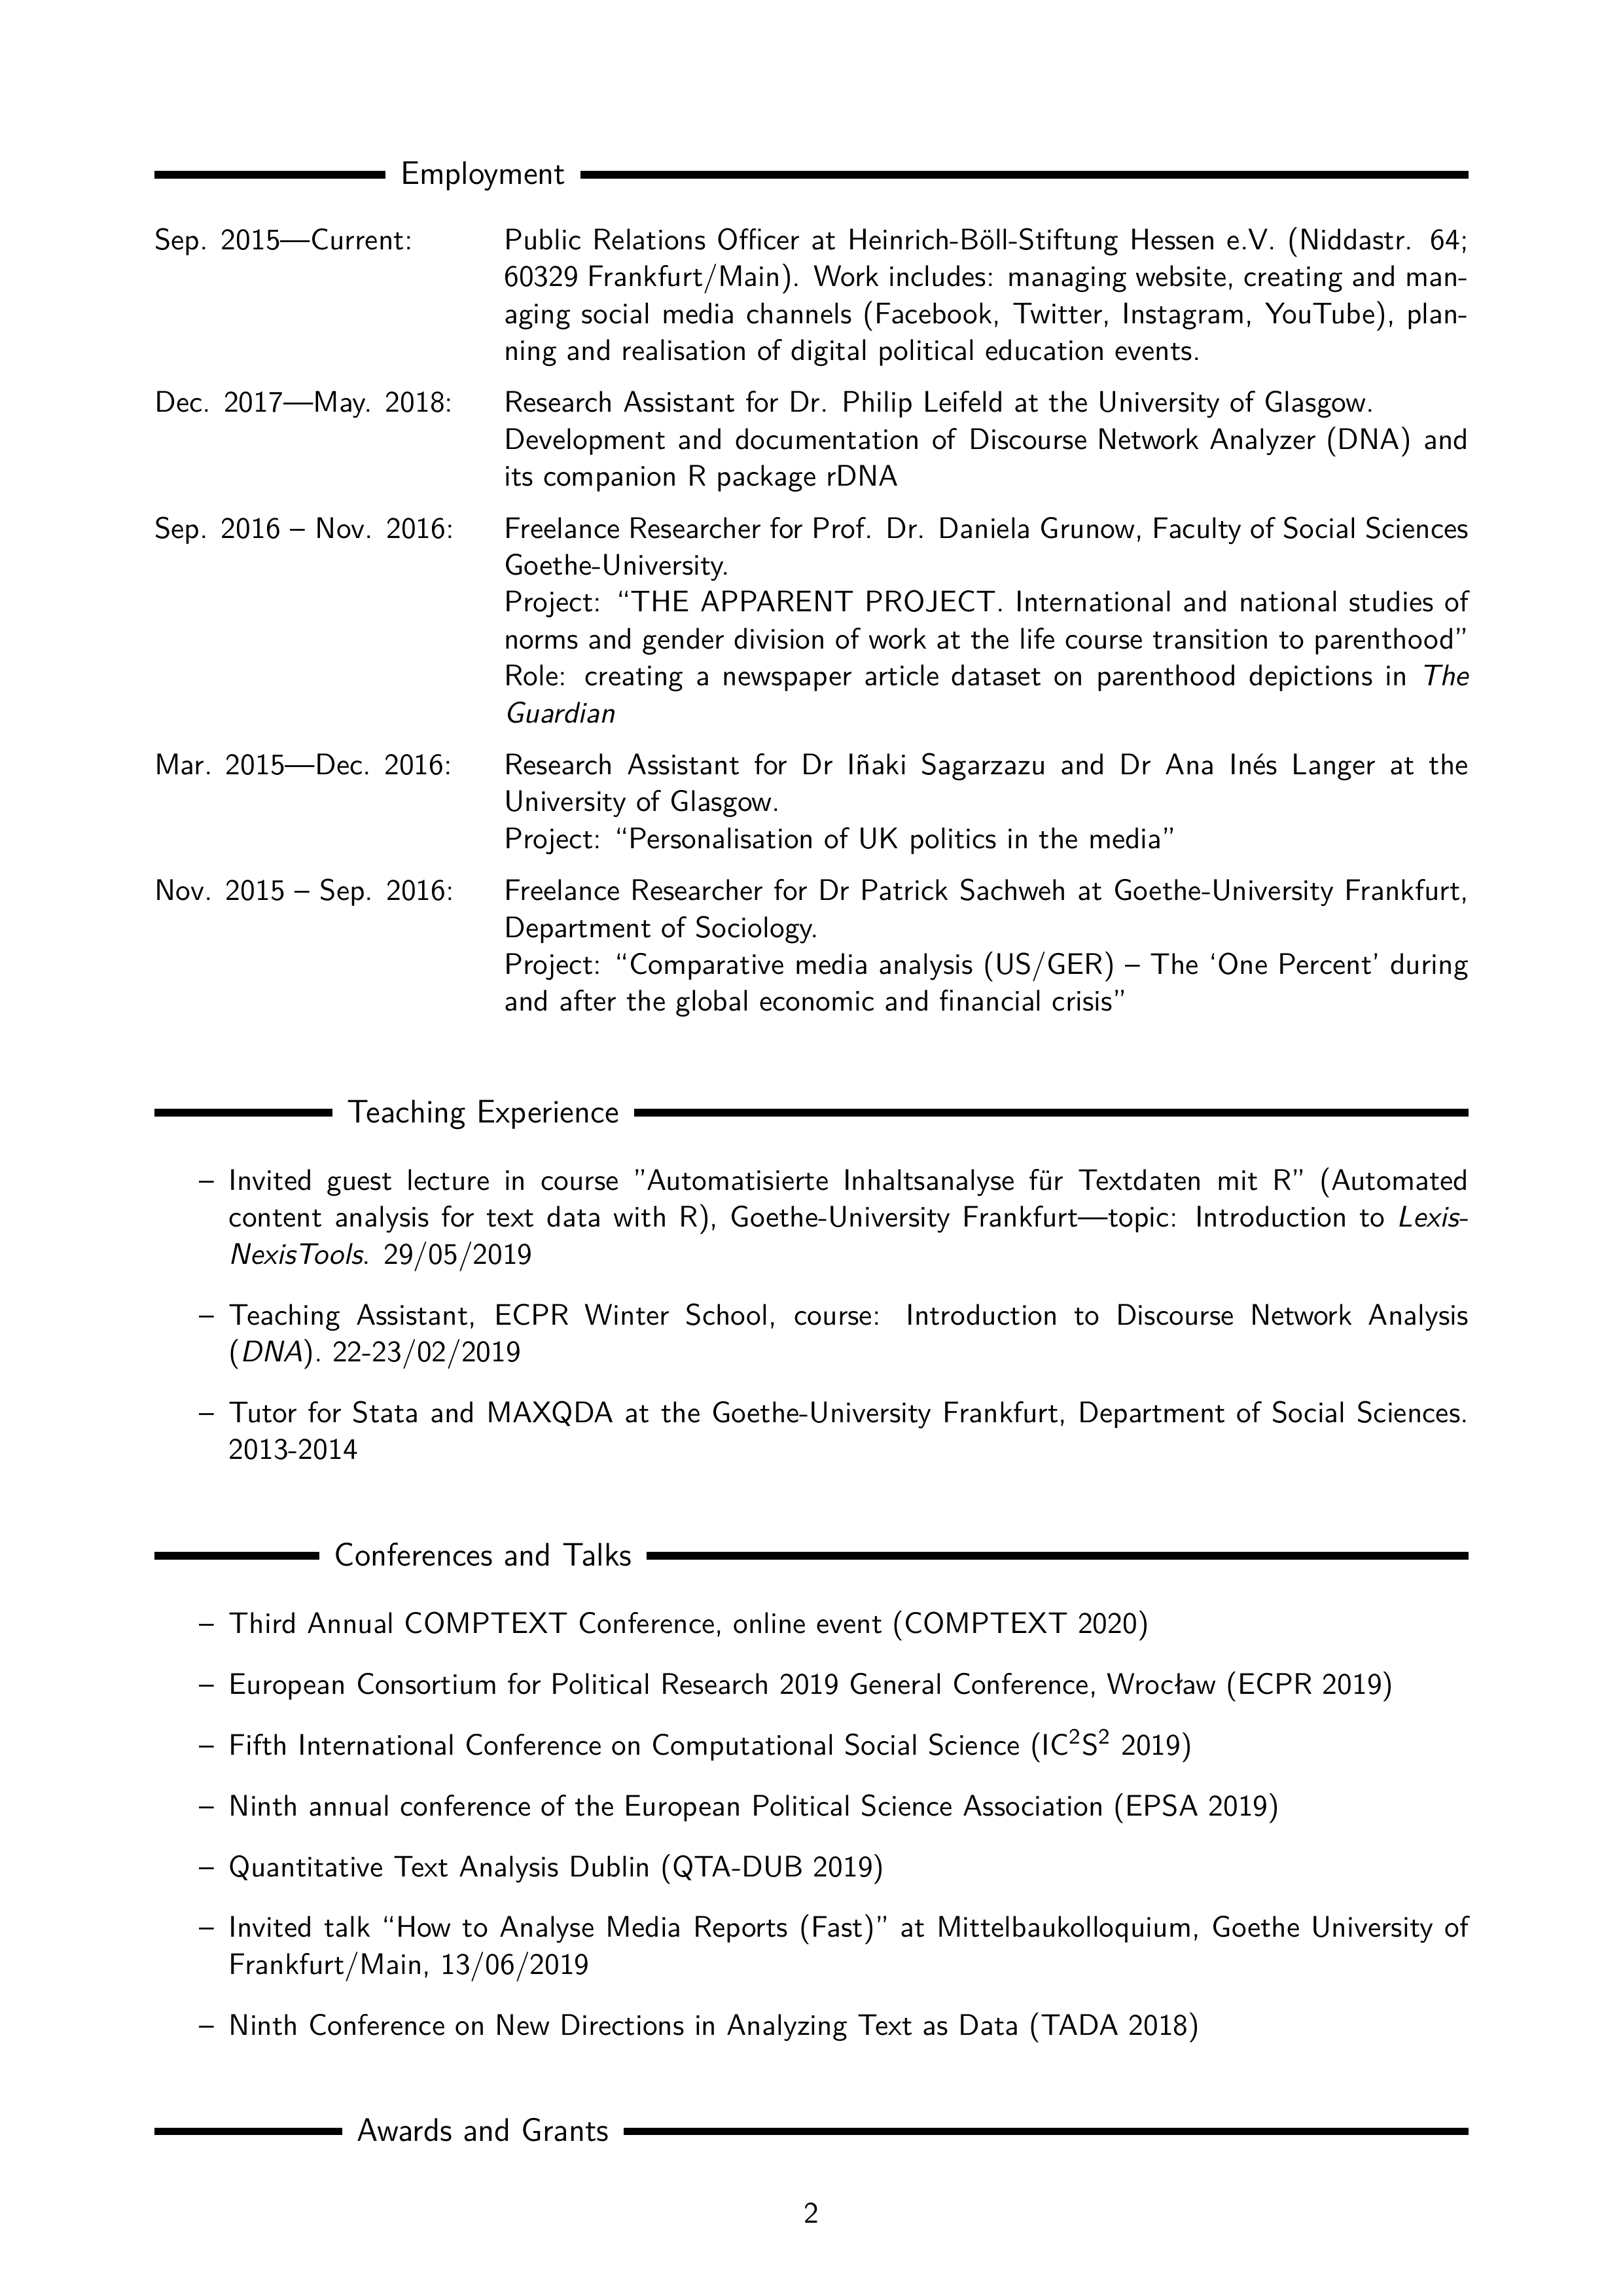 Employment
Sep. 2015—Current:
Public Relations Officer at Heinrich-Böll-Stiftung Hessen e.V. (Niddastr. 64;
60329 Frankfurt/Main). Work includes: managing website, creating and man-
aging social media channels (Facebook, Twitter, Instagram, YouTube), plan-
ning and realisation of digital political education events.
Dec. 2017—May. 2018:
Research Assistant for Dr. Philip Leifeld at the University of Glasgow.
Development and documentation of Discourse Network Analyzer (DNA) and
its companion R package rDNA
Sep. 2016 – Nov. 2016:
Freelance Researcher for Prof. Dr. Daniela Grunow, Faculty of Social Sciences
Goethe-University.
Project: “THE APPARENT PROJECT. International and national studies of
norms and gender division of work at the life course transition to parenthood”
Role: creating a newspaper article dataset on parenthood depictions in The
Guardian
Mar. 2015—Dec. 2016:
Research Assistant for Dr Iñaki Sagarzazu and Dr Ana Inés Langer at the
University of Glasgow.
Project: “Personalisation of UK politics in the media”
Nov. 2015 – Sep. 2016:
Freelance Researcher for Dr Patrick Sachweh at Goethe-University Frankfurt,
Department of Sociology.
Project: “Comparative media analysis (US/GER) – The ‘One Percent’ during
and after the global economic and financial crisis”
Teaching Experience
– Invited guest lecture in course ”Automatisierte Inhaltsanalyse für Textdaten mit R” (Automated
content analysis for text data with R), Goethe-University Frankfurt—topic: Introduction to Lexis-
NexisTools. 29/05/2019
– Teaching Assistant, ECPR Winter School, course: Introduction to Discourse Network Analysis
(DNA). 22-23/02/2019
– Tutor for Stata and MAXQDA at the Goethe-University Frankfurt, Department of Social Sciences.
2013-2014
Conferences and Talks
– Third Annual COMPTEXT Conference, online event (COMPTEXT 2020)
– European Consortium for Political Research 2019 General Conference, Wrocław (ECPR 2019)
– Fifth International Conference on Computational Social Science (IC²S² 2019)
– Ninth annual conference of the European Political Science Association (EPSA 2019)
– Quantitative Text Analysis Dublin (QTA-DUB 2019)
– Invited talk “How to Analyse Media Reports (Fast)” at Mittelbaukolloquium, Goethe University of
Frankfurt/Main, 13/06/2019
– Ninth Conference on New Directions in Analyzing Text as Data (TADA 2018)
Awards and Grants
2